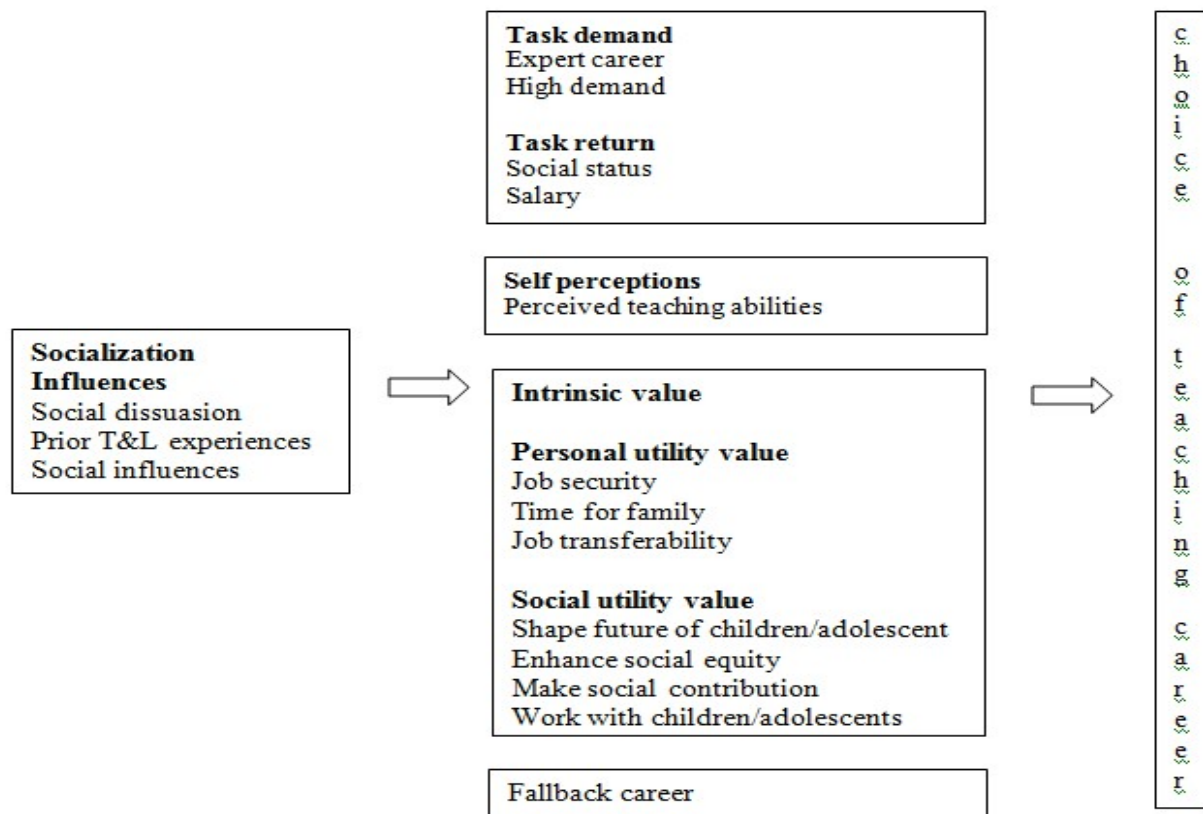 Socialization
Influences
Social dissuasion
Prior T&L experiences
Social influences
Task demand
Expert career
High demand
Task return
Social status
Salary
Self perceptions
Perceived teaching abilities
Intrinsic value
Personal utility value
Job security
Time for family
Job transferability
Social utility value
Shape future of children/adolescent
Enhance social equity
Make social contribution
Work with children/adolescents
Fallback career
choice of teaching career